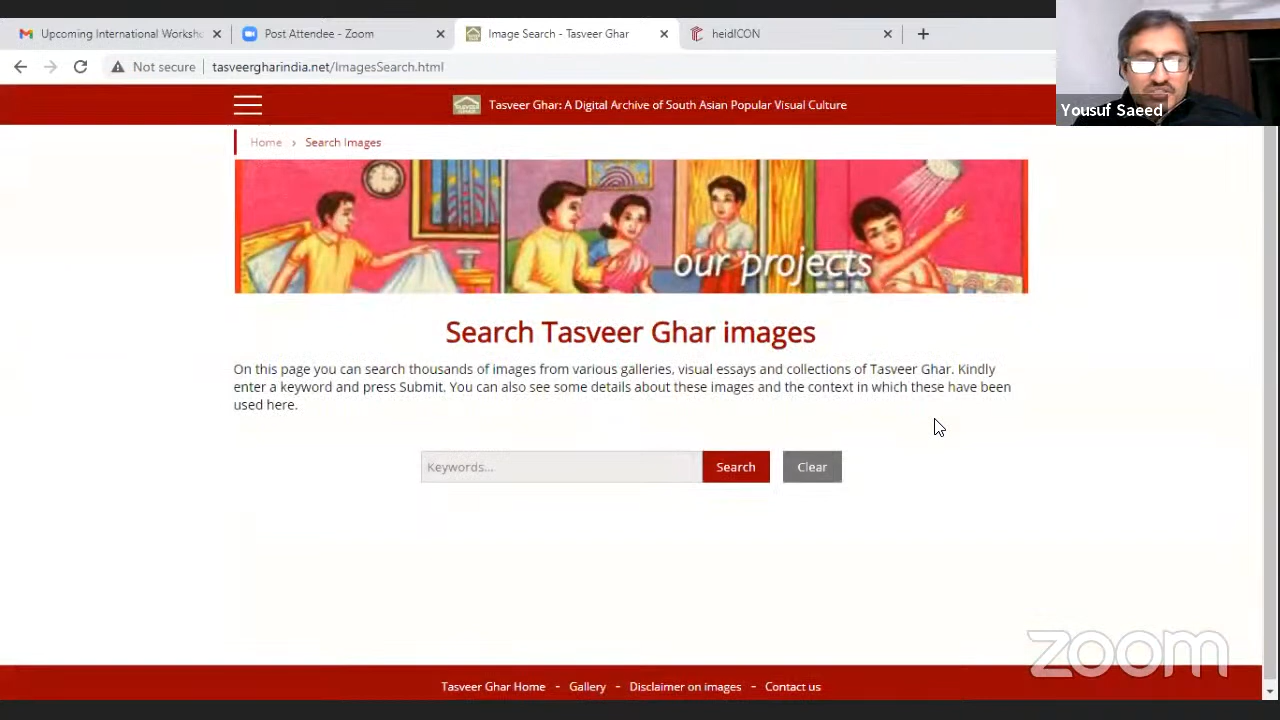 Upcoming International Worksh
Post Attendee - Zoom
Image Search - Tasveer Ghar
heidICON
Not secure
tasveergharindia.net/ImagesSearch.html
Yousuf Saeed
Tasveer Ghar: A Digital Archive of South Asian Popular Visual Culture
Home › Search Images
our projects
Search Tasveer Ghar images
On this page you can search thousands of images from various galleries, visual essays and collections of Tasveer Ghar. Kindly
enter a keyword and press Submit. You can also see some details about these images and the context in which these have been
used here.
Keywords...
Search
Clear
zoom
Tasveer Ghar Home - Gallery - Disclaimer on images - Contact us